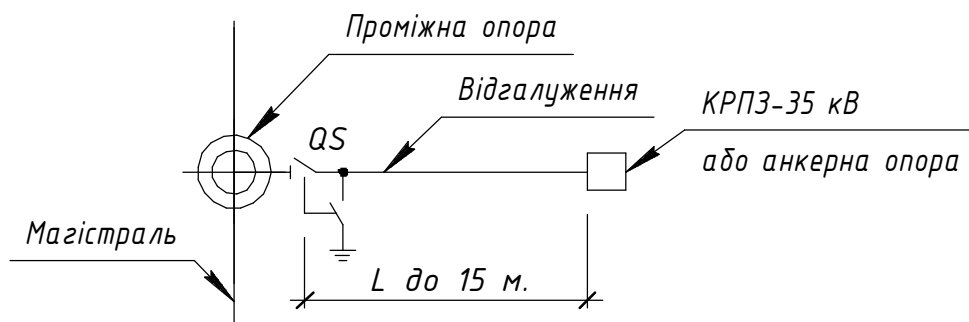 Проміжна опора
Відгалуження
КРПЗ-35 кВ
або анкерна опора
QS
Магістраль
L до 15 м.